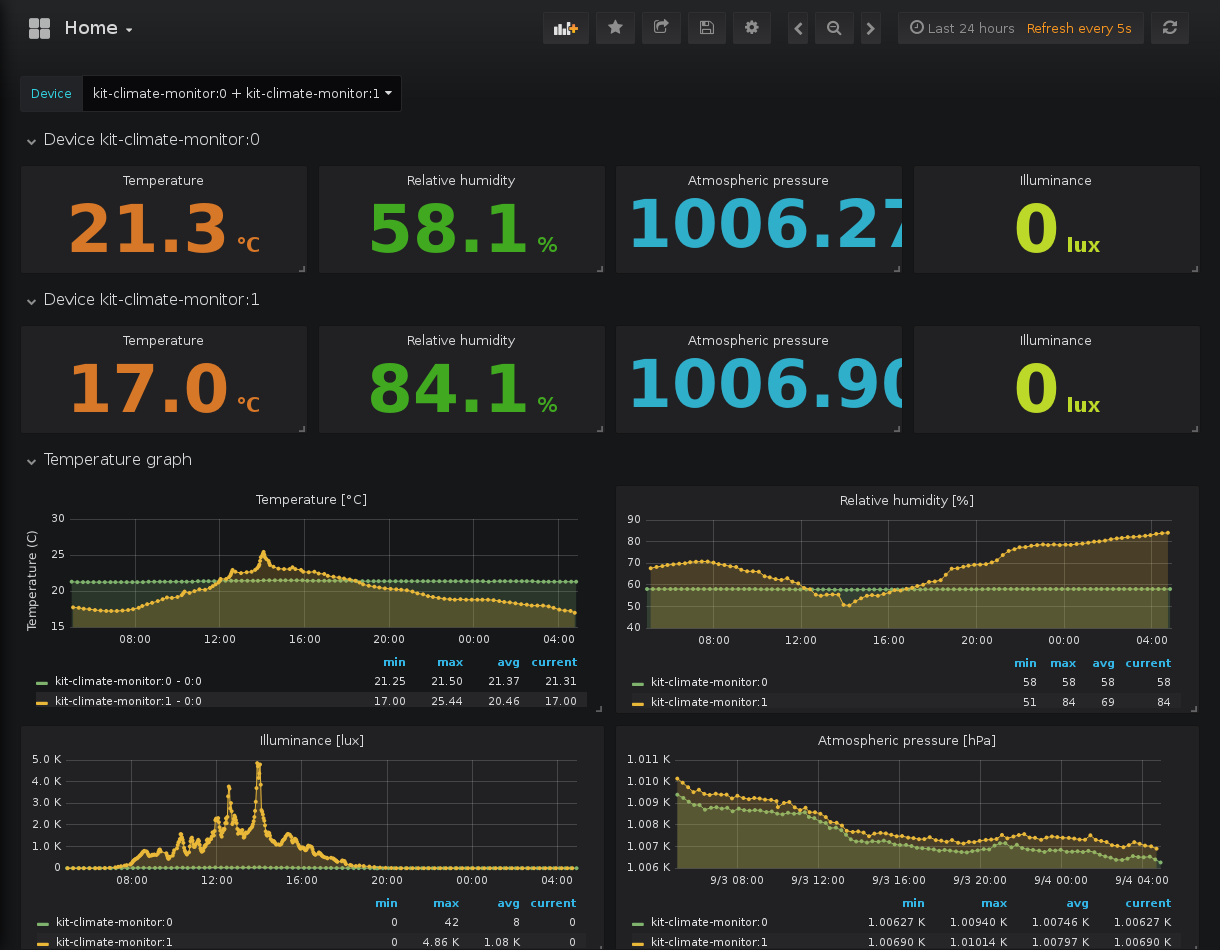 Home
Last 24 hours Refresh every 5s
Device kit-climate-monitor:0 + kit-climate-monitor:1
Device kit-climate-monitor:0
Temperature Relative humidity Atmospheric pressure Illuminance
21.3 °C 58.1 % 1006.27 0 lux
Device kit-climate-monitor:1
Temperature Relative humidity Atmospheric pressure Illuminance
17.0 °C 84.1 % 1006.90 0 lux
Temperature graph
Temperature [°C]
Temperature (C)
30
25
20
15
08:00 12:00 16:00 20:00 00:00 04:00
min max avg current
kit-climate-monitor:0 - 0:0 21.25 21.50 21.37 21.31
kit-climate-monitor:1 - 0:0 17.00 25.44 20.46 17.00
Relative humidity [%]
90
80
70
60
50
40
08:00 12:00 16:00 20:00 00:00 04:00
min max avg current
kit-climate-monitor:0 58 58 58 58
kit-climate-monitor:1 51 84 69 84
Illuminance [lux]
5.0 K
4.0 K
3.0 K
2.0 K
1.0 K
0
08:00 12:00 16:00 20:00 00:00 04:00
min max avg current
kit-climate-monitor:0 0 42 8 0
kit-climate-monitor:1 0 4.86 K 1.08 K 0
Atmospheric pressure [hPa]
1.011 K
1.010 K
1.009 K
1.008 K
1.007 K
1.006 K
9/3 08:00 9/3 12:00 9/3 16:00 9/3 20:00 9/4 00:00 9/4 04:00
min max avg current
kit-climate-monitor:0 1.00627 K 1.00940 K 1.00746 K 1.00627 K
kit-climate-monitor:1 1.00690 K 1.01014 K 1.00797 K 1.00690 K